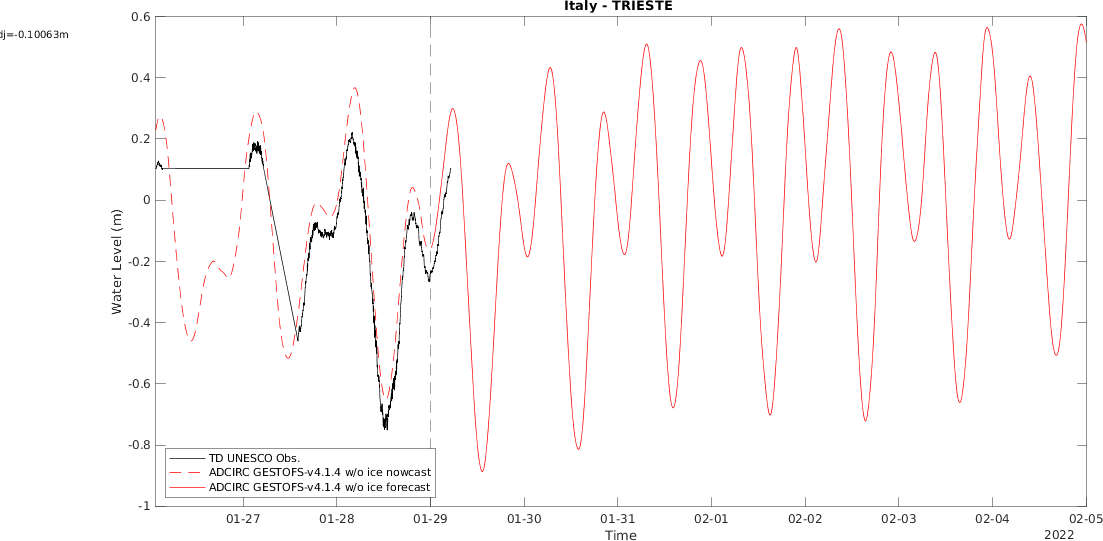 Italy - TRIESTE
dj=-0.10063m
0.6
0.4
0.2
0
-0.2
-0.4
-0.6
-0.8
-1
Water Level (m)
TD UNESCO Obs.
ADCIRC GESTOFS-v4.1.4 w/o ice nowcast
ADCIRC GESTOFS-v4.1.4 w/o ice forecast
01-27 01-28 01-29 01-30 01-31 02-01 02-02 02-03 02-04 02-05
Time
2022